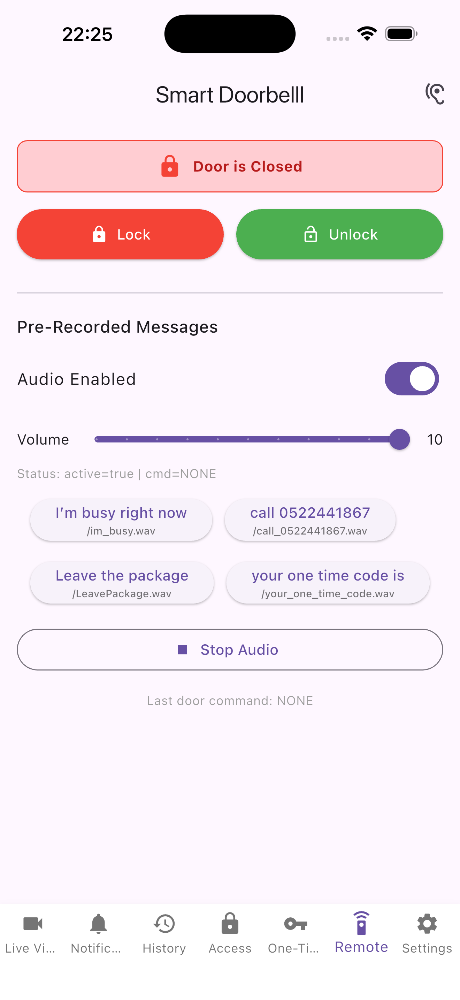 22:25
Smart Doorbelll
Door is Closed
Lock
Unlock
Pre-Recorded Messages
Audio Enabled
Volume
10
Status: active=true | cmd=NONE
I’m busy right now
/im_busy.wav
call 0522441867
/call_0522441867.wav
Leave the package
/LeavePackage.wav
your one time code is
/your_one_time_code.wav
Stop Audio
Last door command: NONE
Live Vi...
Notific...
History
Access
One-Ti...
Remote
Settings